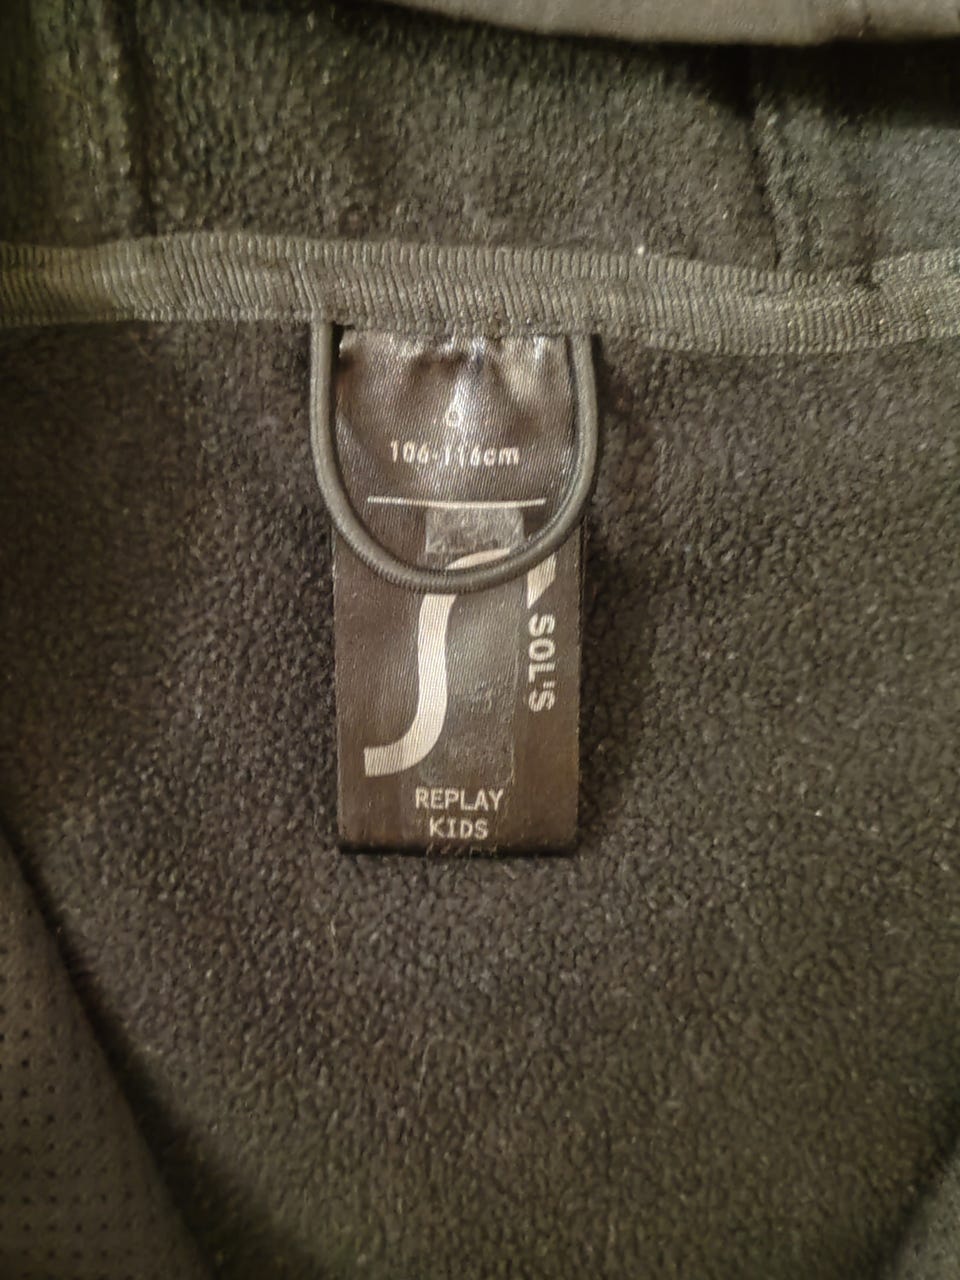 6
106-116cm
SOL'S
REPLAY
KIDS